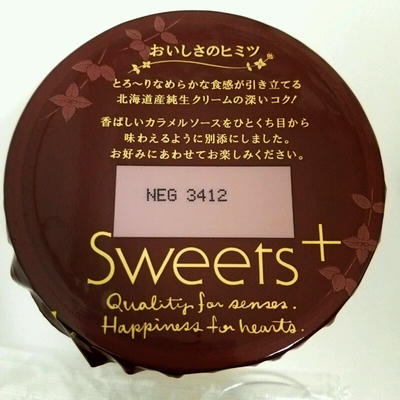 おいしさのヒミツ
とろ〜りなめらかな食感が引き立てる
北海道産純生クリームの深いコク!
香ばしいカラメルソースをひとくち目から
味わえるように別添にしました。
お好みにあわせてお楽しみください。
NEG 3412
Sweets+
Quality for senses.
Happiness for hearts.